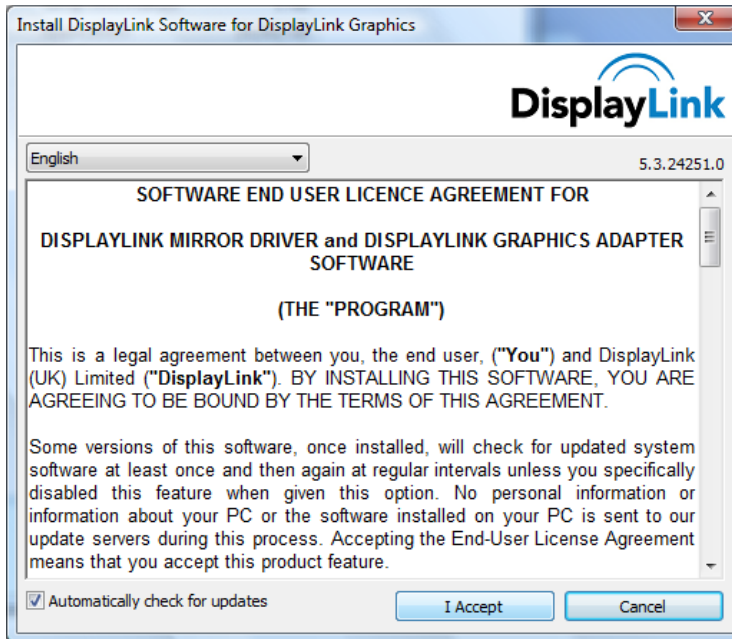 Install DisplayLink Software for DisplayLink Graphics
DisplayLink
English
5.3.24251.0
SOFTWARE END USER LICENCE AGREEMENT FOR
DISPLAYLINK MIRROR DRIVER and DISPLAYLINK GRAPHICS ADAPTER
SOFTWARE
(THE "PROGRAM")
This is a legal agreement between you, the end user, ("You") and DisplayLink
(UK) Limited ("DisplayLink"). BY INSTALLING THIS SOFTWARE, YOU ARE
AGREEING TO BE BOUND BY THE TERMS OF THIS AGREEMENT.
Some versions of this software, once installed, will check for updated system
software at least once and then again at regular intervals unless you specifically
disabled this feature when given this option. No personal information or
information about your PC or the software installed on your PC is sent to our
update servers during this process. Accepting the End-User License Agreement
means that you accept this product feature.
Automatically check for updates
I Accept
Cancel